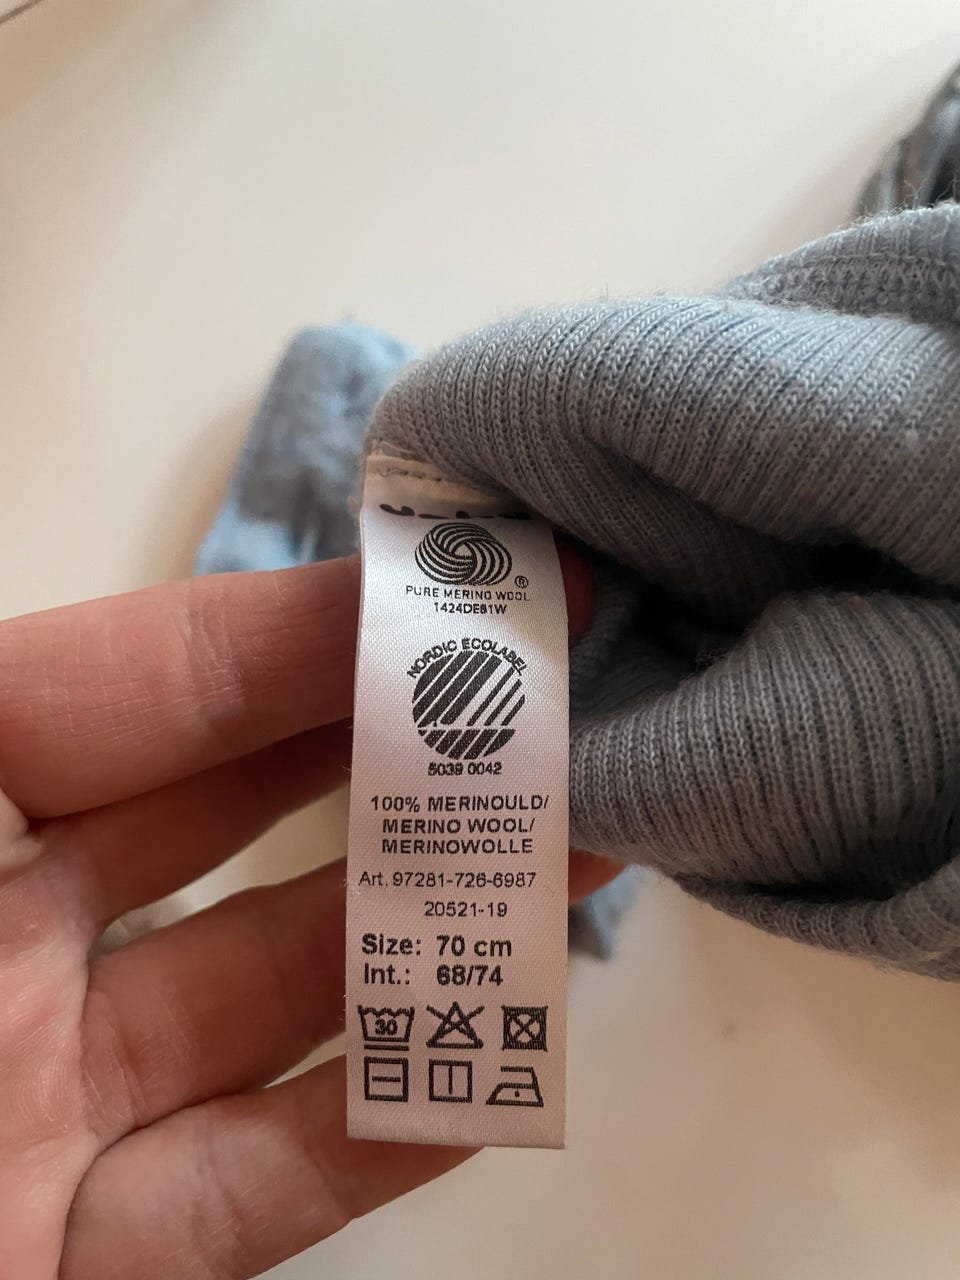 ®
PURE MERINO WOOL
1424DE81W
NORDIC ECOLABEL
5039 0042
100% MERINOULD/
MERINO WOOL/
MERINOWOLLE
Art. 97281-726-6987
20521-19
Size: 70 cm
Int.: 68/74
30